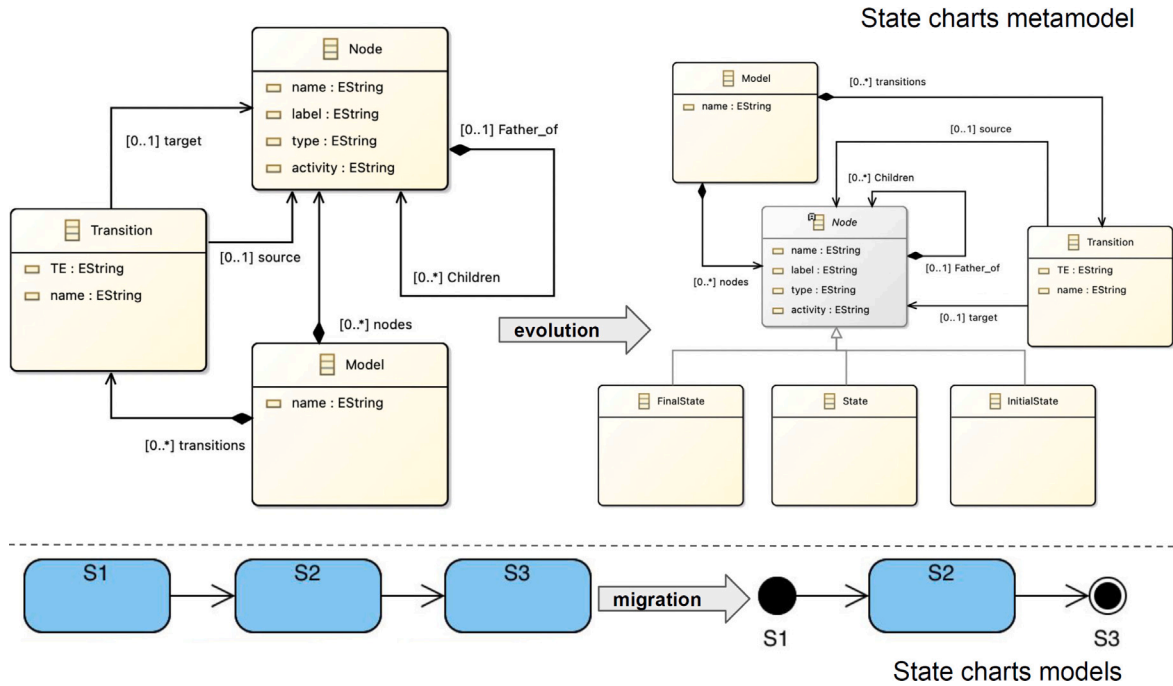 State charts metamodel
Node
name : EString
label : EString
type : EString
activity : EString
[0..1] target
[0..1] Father_of
Transition
TE : EString
name : EString
[0..1] source
[0..*] Children
[0..*] nodes
Model
name : EString
[0..*] transitions
evolution
Model
name : EString
[0..*] transitions
[0..1] source
[0..*] Children
Node
name : EString
label : EString
type : EString
activity : EString
[0..1] Father_of
[0..*] nodes
Transition
TE : EString
name : EString
[0..1] target
FinalState
State
InitialState
S1
S2
S3
migration
S1
S2
S3
State charts models